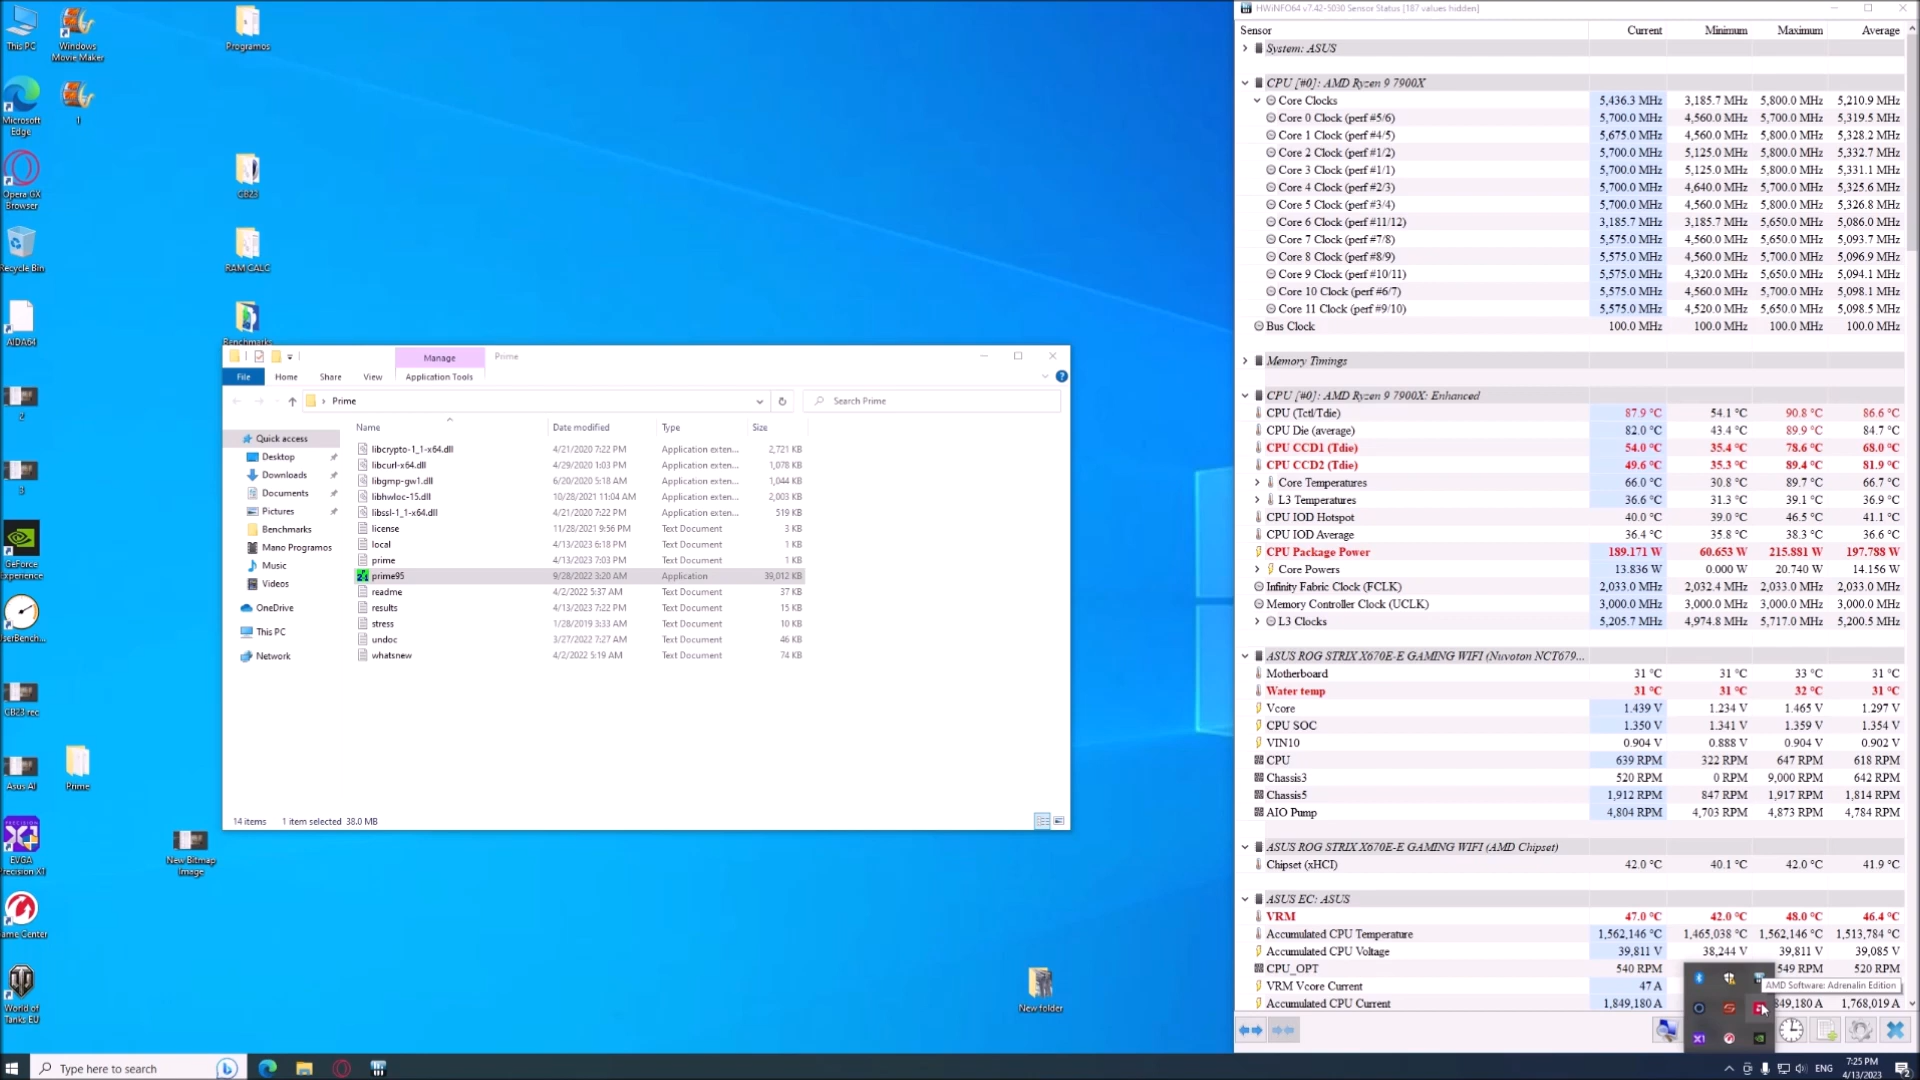 This PC
Windows Movie Maker
Programos
Microsoft Edge
1
Opera GX Browser
CB23
Recycle Bin
RAM CALC
AIDA64
Benchmarks
2
3
GeForce Experience
UserBench...
CB23 rec
Asus AI
Prime
EVGA Precision X1
New Bitmap Image
Game Center
World of Tanks EU
New folder
Manage
Prime
File
Home
Share
View
Application Tools
Prime
Search Prime
Name
Date modified
Type
Size
Quick access
Desktop
Downloads
Documents
Pictures
Benchmarks
Mano Programos
Music
Videos
OneDrive
This PC
Network
libcrypto-1_1-x64.dll 4/21/2020 7:22 PM Application exten... 2,721 KB
libcurl-x64.dll 4/29/2020 1:03 PM Application exten... 1,078 KB
libgmp-gw1.dll 6/20/2020 5:18 AM Application exten... 1,044 KB
libhwloc-15.dll 10/28/2021 11:04 AM Application exten... 2,003 KB
libssl-1_1-x64.dll 4/21/2020 7:22 PM Application exten... 519 KB
license 11/28/2021 9:56 PM Text Document 3 KB
local 4/13/2023 6:18 PM Text Document 1 KB
prime 4/13/2023 7:03 PM Text Document 1 KB
prime95 9/28/2022 3:20 AM Application 39,012 KB
readme 4/2/2022 5:37 AM Text Document 37 KB
results 4/13/2023 7:22 PM Text Document 15 KB
stress 1/28/2019 3:33 AM Text Document 10 KB
undoc 3/27/2022 7:27 AM Text Document 46 KB
whatsnew 4/2/2022 5:19 AM Text Document 74 KB
14 items 1 item selected 38.0 MB
HWiNFO64 v7.42-5030 Sensor Status [187 values hidden]
Sensor Current Minimum Maximum Average
System: ASUS
CPU [#0]: AMD Ryzen 9 7900X
Core Clocks 5,436.3 MHz 3,185.7 MHz 5,800.0 MHz 5,210.9 MHz
Core 0 Clock (perf #5/6) 5,700.0 MHz 4,560.0 MHz 5,700.0 MHz 5,319.5 MHz
Core 1 Clock (perf #4/5) 5,675.0 MHz 4,560.0 MHz 5,800.0 MHz 5,328.2 MHz
Core 2 Clock (perf #1/2) 5,700.0 MHz 5,125.0 MHz 5,800.0 MHz 5,332.7 MHz
Core 3 Clock (perf #1/1) 5,700.0 MHz 5,125.0 MHz 5,800.0 MHz 5,331.1 MHz
Core 4 Clock (perf #2/3) 5,700.0 MHz 4,640.0 MHz 5,700.0 MHz 5,325.6 MHz
Core 5 Clock (perf #3/4) 5,700.0 MHz 4,560.0 MHz 5,800.0 MHz 5,326.8 MHz
Core 6 Clock (perf #11/12) 3,185.7 MHz 3,185.7 MHz 5,650.0 MHz 5,086.0 MHz
Core 7 Clock (perf #7/8) 5,575.0 MHz 4,560.0 MHz 5,650.0 MHz 5,093.7 MHz
Core 8 Clock (perf #8/9) 5,575.0 MHz 4,560.0 MHz 5,700.0 MHz 5,096.9 MHz
Core 9 Clock (perf #10/11) 5,575.0 MHz 4,320.0 MHz 5,650.0 MHz 5,094.1 MHz
Core 10 Clock (perf #6/7) 5,575.0 MHz 4,560.0 MHz 5,700.0 MHz 5,098.1 MHz
Core 11 Clock (perf #9/10) 5,575.0 MHz 4,520.0 MHz 5,650.0 MHz 5,098.5 MHz
Bus Clock 100.0 MHz 100.0 MHz 100.0 MHz 100.0 MHz
Memory Timings
CPU [#0]: AMD Ryzen 9 7900X: Enhanced
CPU (Tctl/Tdie) 87.9 °C 54.1 °C 90.8 °C 86.6 °C
CPU Die (average) 82.0 °C 43.4 °C 89.9 °C 84.7 °C
CPU CCD1 (Tdie) 54.0 °C 35.4 °C 78.6 °C 68.0 °C
CPU CCD2 (Tdie) 49.6 °C 35.3 °C 89.4 °C 81.9 °C
Core Temperatures 66.0 °C 30.8 °C 89.7 °C 66.7 °C
L3 Temperatures 36.6 °C 31.3 °C 39.1 °C 36.9 °C
CPU IOD Hotspot 40.0 °C 39.0 °C 46.5 °C 41.1 °C
CPU IOD Average 36.4 °C 35.8 °C 38.3 °C 36.6 °C
CPU Package Power 189.171 W 60.653 W 215.881 W 197.788 W
Core Powers 13.836 W 0.000 W 20.740 W 14.156 W
Infinity Fabric Clock (FCLK) 2,033.0 MHz 2,032.4 MHz 2,033.0 MHz 2,033.0 MHz
Memory Controller Clock (UCLK) 3,000.0 MHz 3,000.0 MHz 3,000.0 MHz 3,000.0 MHz
L3 Clocks 5,205.7 MHz 4,974.8 MHz 5,717.0 MHz 5,200.5 MHz
ASUS ROG STRIX X670E-E GAMING WIFI (Nuvoton NCT679...
Motherboard 31 °C 31 °C 33 °C 31 °C
Water temp 31 °C 31 °C 32 °C 31 °C
Vcore 1.439 V 1.234 V 1.465 V 1.297 V
CPU SOC 1.350 V 1.341 V 1.359 V 1.354 V
VIN10 0.904 V 0.888 V 0.904 V 0.902 V
CPU 639 RPM 322 RPM 647 RPM 618 RPM
Chassis3 520 RPM 0 RPM 9,000 RPM 642 RPM
Chassis5 1,912 RPM 847 RPM 1,917 RPM 1,814 RPM
AIO Pump 4,804 RPM 4,703 RPM 4,873 RPM 4,784 RPM
ASUS ROG STRIX X670E-E GAMING WIFI (AMD Chipset)
Chipset (xHCI) 42.0 °C 40.1 °C 42.0 °C 41.9 °C
ASUS EC: ASUS
VRM 47.0 °C 42.0 °C 48.0 °C 46.4 °C
Accumulated CPU Temperature 1,562,146 °C 1,465,038 °C 1,562,146 °C 1,513,784 °C
Accumulated CPU Voltage 39,811 V 38,244 V 39,811 V 39,085 V
CPU_OPT 540 RPM 549 RPM 520 RPM
AMD Software: Adrenalin Edition
VRM Vcore Current 47 A
Accumulated CPU Current 1,849,180 A 849,180 A 1,768,019 A
Type here to search
ENG
7:25 PM
4/13/2023
2